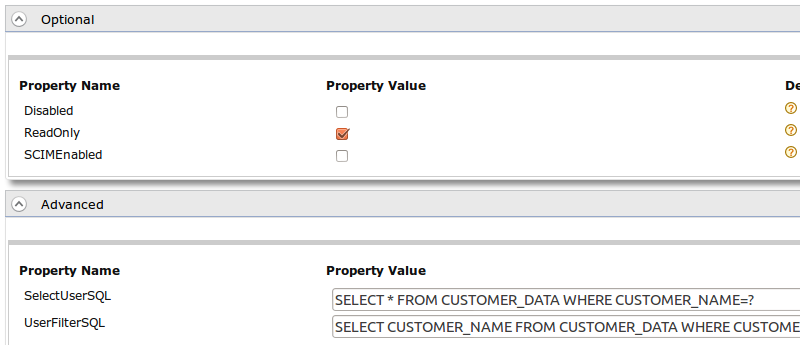 Optional
Property Name Property Value De
Disabled ?
ReadOnly ?
SCIMEnabled ?
Advanced
Property Name Property Value
SelectUserSQL SELECT * FROM CUSTOMER_DATA WHERE CUSTOMER_NAME=?
UserFilterSQL SELECT CUSTOMER_NAME FROM CUSTOMER_DATA WHERE CUSTOME